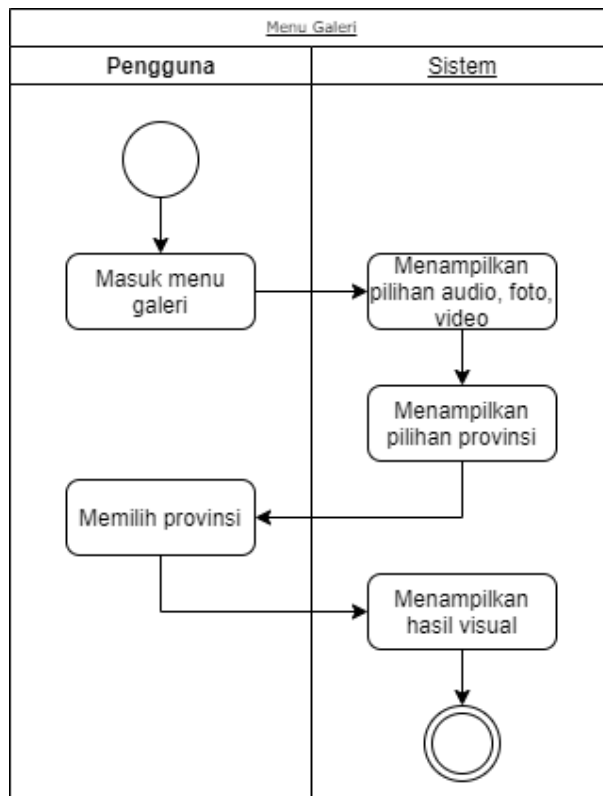 Menu Galeri
Pengguna
Sistem
Masuk menu
galeri
Menampilkan
pilihan audio, foto,
video
Menampilkan
pilihan provinsi
Memilih provinsi
Menampilkan
hasil visual